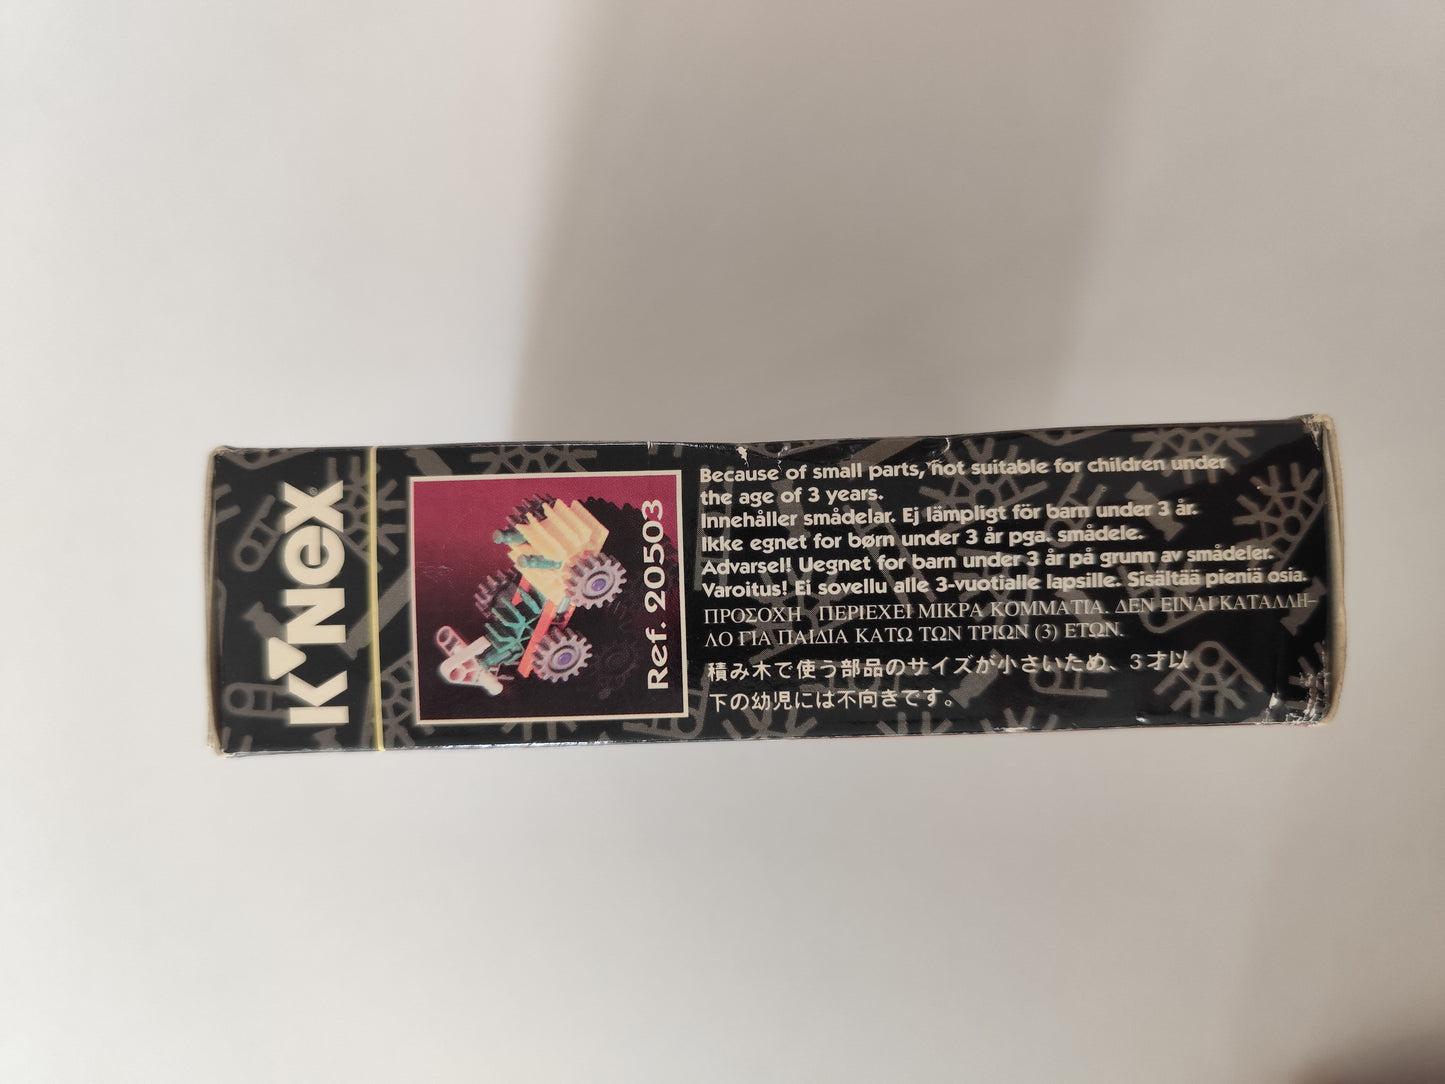 K'NEX®
Ref. 20503
Because of small parts, not suitable for children under
the age of 3 years.
Innehåller smådelar. Ej lämpligt för barn under 3 år.
Ikke egnet for børn under 3 år pga. smådele.
Advarsel! Uegnet for barn under 3 år på grunn av smådeler.
Varoitus! Ei sovellu alle 3-vuotialle lapsille. Sisältää pieniä osia.
ΠΡΟΣΟΧΗ ΠΕΡΙΕΧΕΙ ΜΙΚΡΑ ΚΟΜΜΑΤΙΑ. ΔΕΝ ΕΙΝΑΙ ΚΑΤΑΛΛΗ–
ΛΟ ΓΙΑ ΠΑΙΔΙΑ ΚΑΤΩ ΤΩΝ ΤΡΙΩΝ (3) ΕΤΩΝ.
積み木で使う部品のサイズが小さいため、3才以
下の幼児には不向きです。